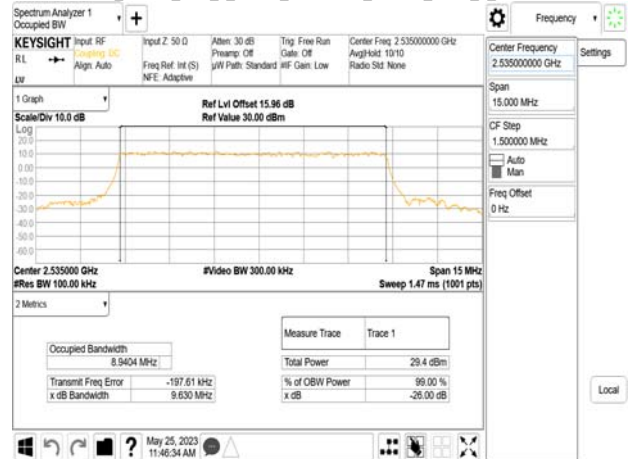 Spectrum Analyzer 1
Occupied BW
Frequency
KEYSIGHT
Input: RF
Coupling: DC
Align: Auto
Input Z: 50 Ω
Freq Ref: Int (S)
NFE: Adaptive
Atten: 30 dB
Preamp: Off
µW Path: Standard
Trig: Free Run
Gate: Off
#IF Gain: Low
Center Freq: 2.535000000 GHz
Avg|Hold: 10/10
Radio Std: None
RL
LV
Center Frequency
2.535000000 GHz
Settings
Span
15.000 MHz
CF Step
1.500000 MHz
Auto
Man
Freq Offset
0 Hz
Local
1 Graph
Scale/Div 10.0 dB
Ref Lvl Offset 15.96 dB
Ref Value 30.00 dBm
Log
20.0
10.0
0.00
-10.0
-20.0
-30.0
-40.0
-50.0
-60.0
Center 2.535000 GHz
#Res BW 100.00 kHz
#Video BW 300.00 kHz
Span 15 MHz
Sweep 1.47 ms (1001 pts)
2 Metrics
Measure Trace Trace 1
Occupied Bandwidth
8.9404 MHz
Total Power 29.4 dBm
Transmit Freq Error -197.61 kHz
% of OBW Power 99.00 %
x dB Bandwidth 9.630 MHz
x dB -26.00 dB
May 25, 2023
11:46:34 AM